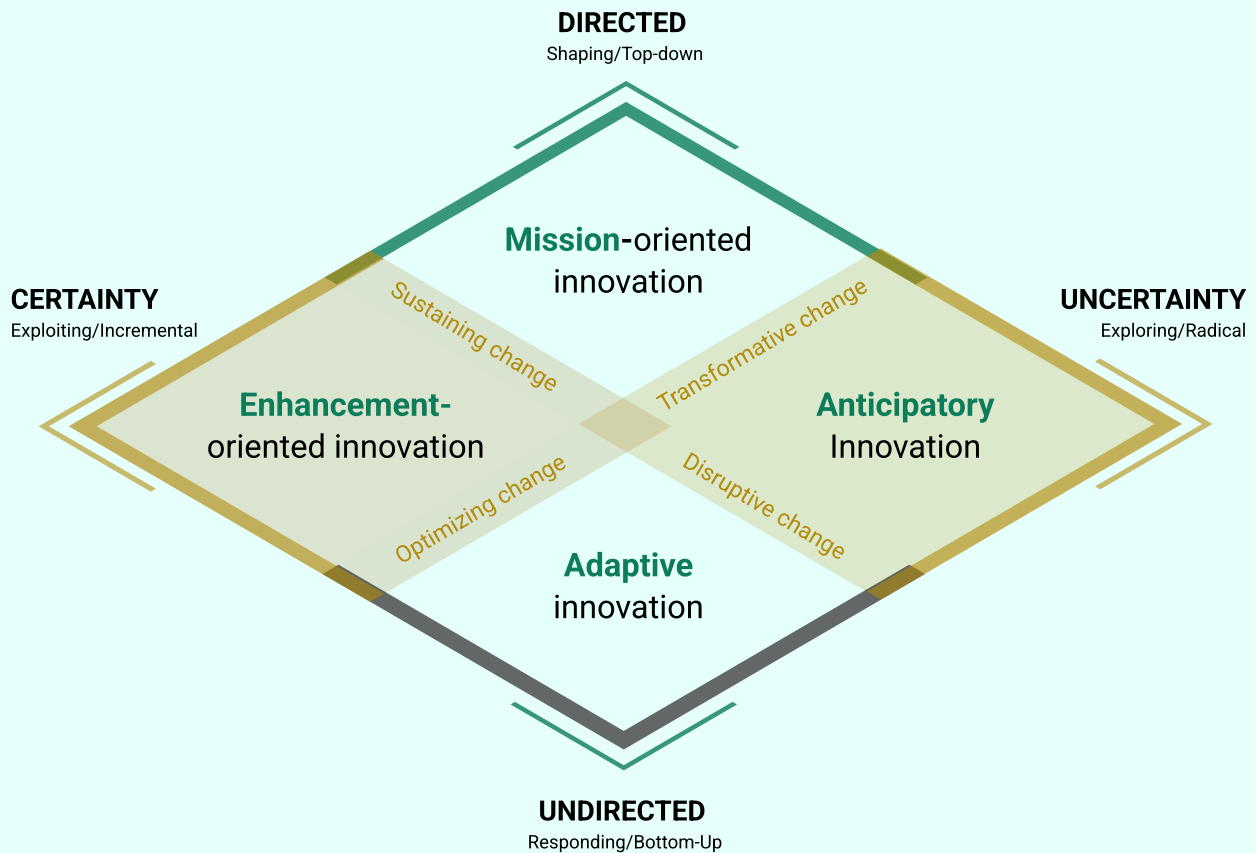 DIRECTED
Shaping/Top-down
Mission-oriented
innovation
CERTAINTY
Exploiting/Incremental
UNCERTAINTY
Exploring/Radical
Sustaining change
Transformative change
Enhancement-
oriented innovation
Anticipatory
Innovation
Optimizing change
Disruptive change
Adaptive
innovation
UNDIRECTED
Responding/Bottom-Up